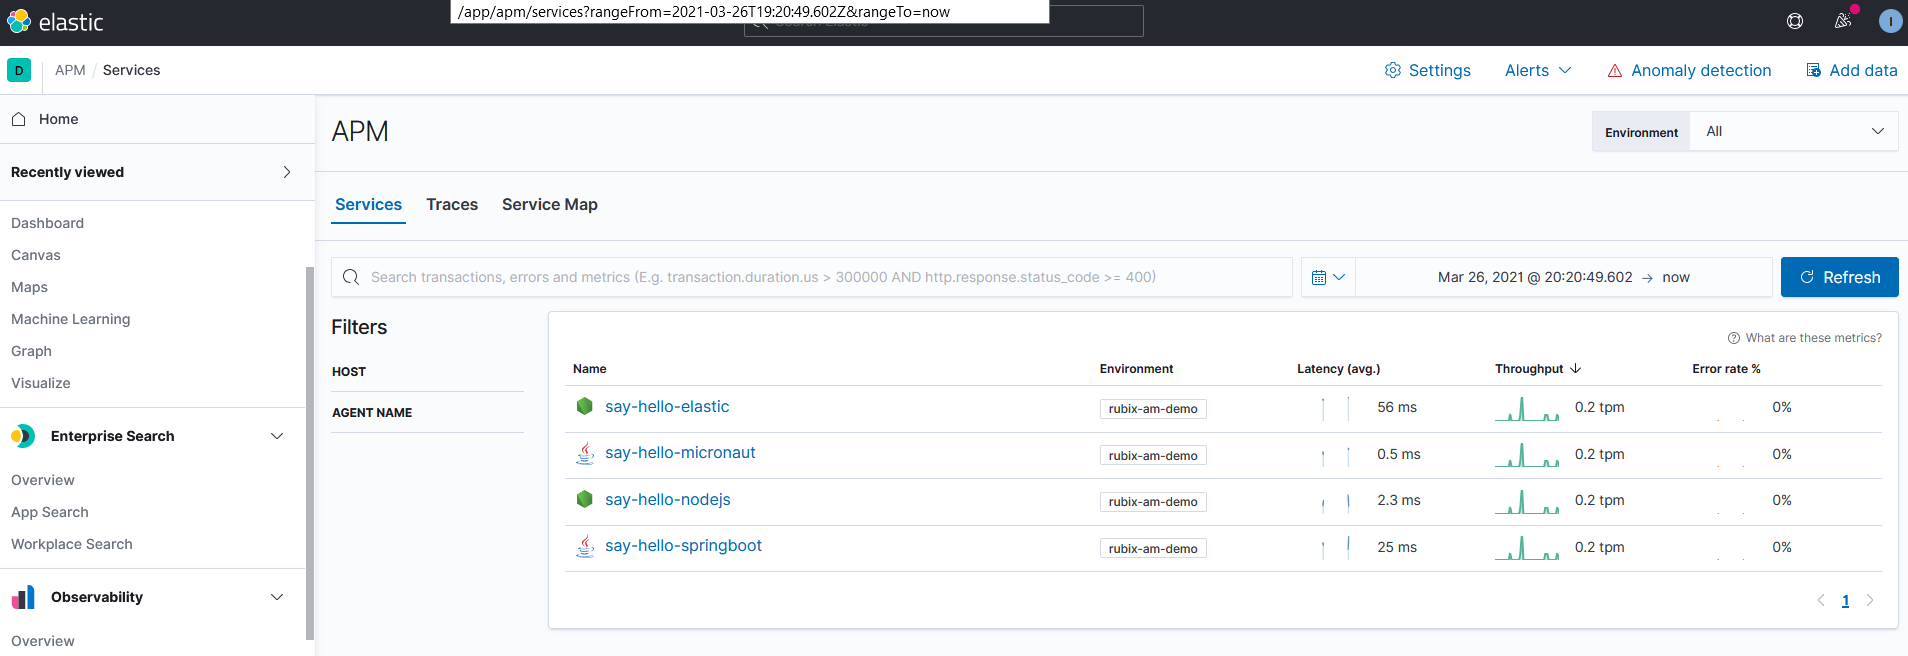 /app/apm/services?rangeFrom=2021-03-26T19:20:49.602Z&rangeTo=now
elastic
I
D APM / Services
Settings Alerts Anomaly detection Add data
Home
Recently viewed
Dashboard
Canvas
Maps
Machine Learning
Graph
Visualize
Enterprise Search
Overview
App Search
Workplace Search
Observability
Overview
APM
Environment All
Services Traces Service Map
Search transactions, errors and metrics (E.g. transaction.duration.us > 300000 AND http.response.status_code >= 400)
Mar 26, 2021 @ 20:20:49.602 → now
Refresh
Filters
HOST
AGENT NAME
What are these metrics?
Name Environment Latency (avg.) Throughput ↓ Error rate %
say-hello-elastic rubix-am-demo 56 ms 0.2 tpm 0%
say-hello-micronaut rubix-am-demo 0.5 ms 0.2 tpm 0%
say-hello-nodejs rubix-am-demo 2.3 ms 0.2 tpm 0%
say-hello-springboot rubix-am-demo 25 ms 0.2 tpm 0%
1